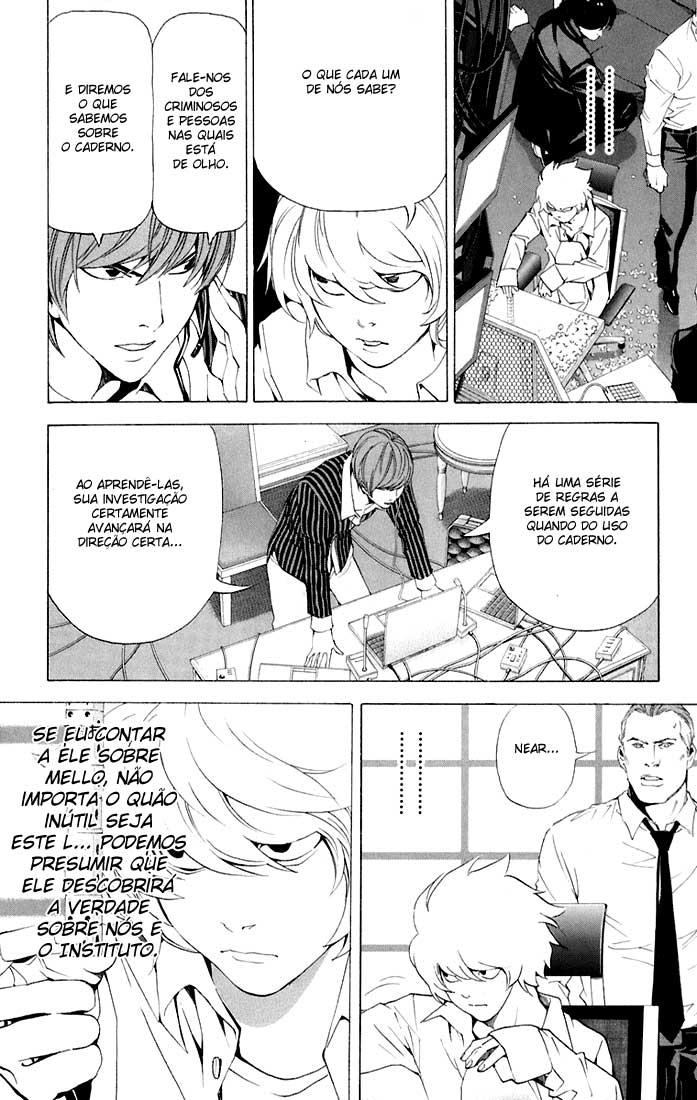 O QUE CADA UM
DE NÓS SABE?
FALE-NOS
DOS
CRIMINOSOS
E PESSOAS
NAS QUAIS
ESTÁ
DE OLHO.
E DIREMOS
O QUE
SABEMOS
SOBRE
O CADERNO.
HÁ UMA SÉRIE
DE REGRAS A
SEREM SEGUIDAS
QUANDO DO USO
DO CADERNO.
AO APRENDÊ-LAS,
SUA INVESTIGAÇÃO
CERTAMENTE
AVANÇARÁ NA
DIREÇÃO CERTA...
NEAR...
SE EU CONTAR
A ELE SOBRE
MELLO, NÃO
IMPORTA O QUÃO
INÚTIL SEJA
ESTE L... PODEMOS
PRESUMIR QUE
ELE DESCOBRIRÁ
A VERDADE
SOBRE NÓS E
O INSTITUTO.